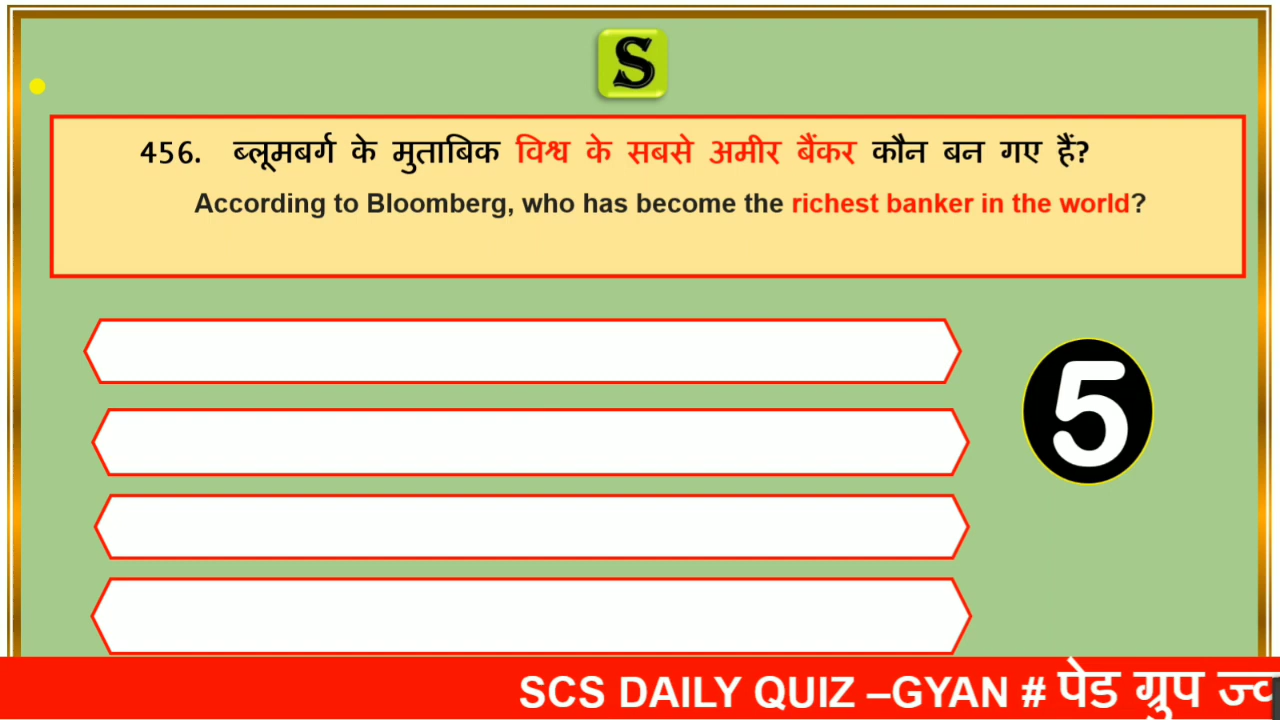 S
456. ब्लूमबर्ग के मुताबिक विश्व के सबसे अमीर बैंकर कौन बन गए हैं?
According to Bloomberg, who has become the richest banker in the world?
5
SCS DAILY QUIZ –GYAN # पेड ग्रुप